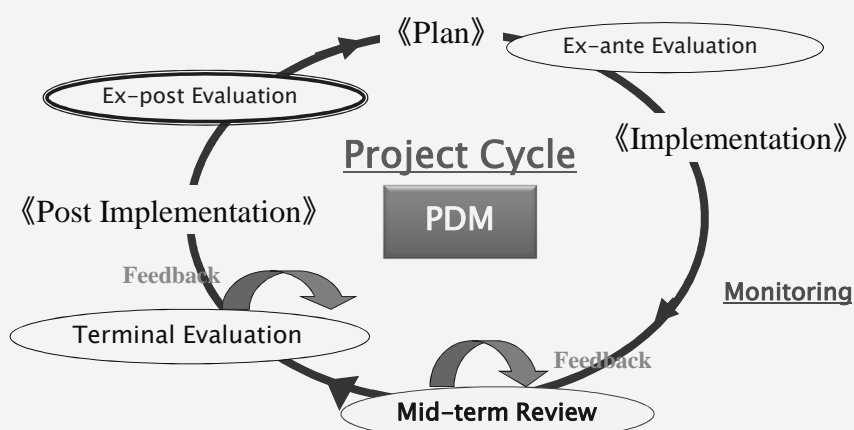 《Plan》
Ex-ante Evaluation
Ex-post Evaluation
Project Cycle
《Implementation》
PDM
《Post Implementation》
Feedback
Monitoring
Terminal Evaluation
Feedback
Mid-term Review